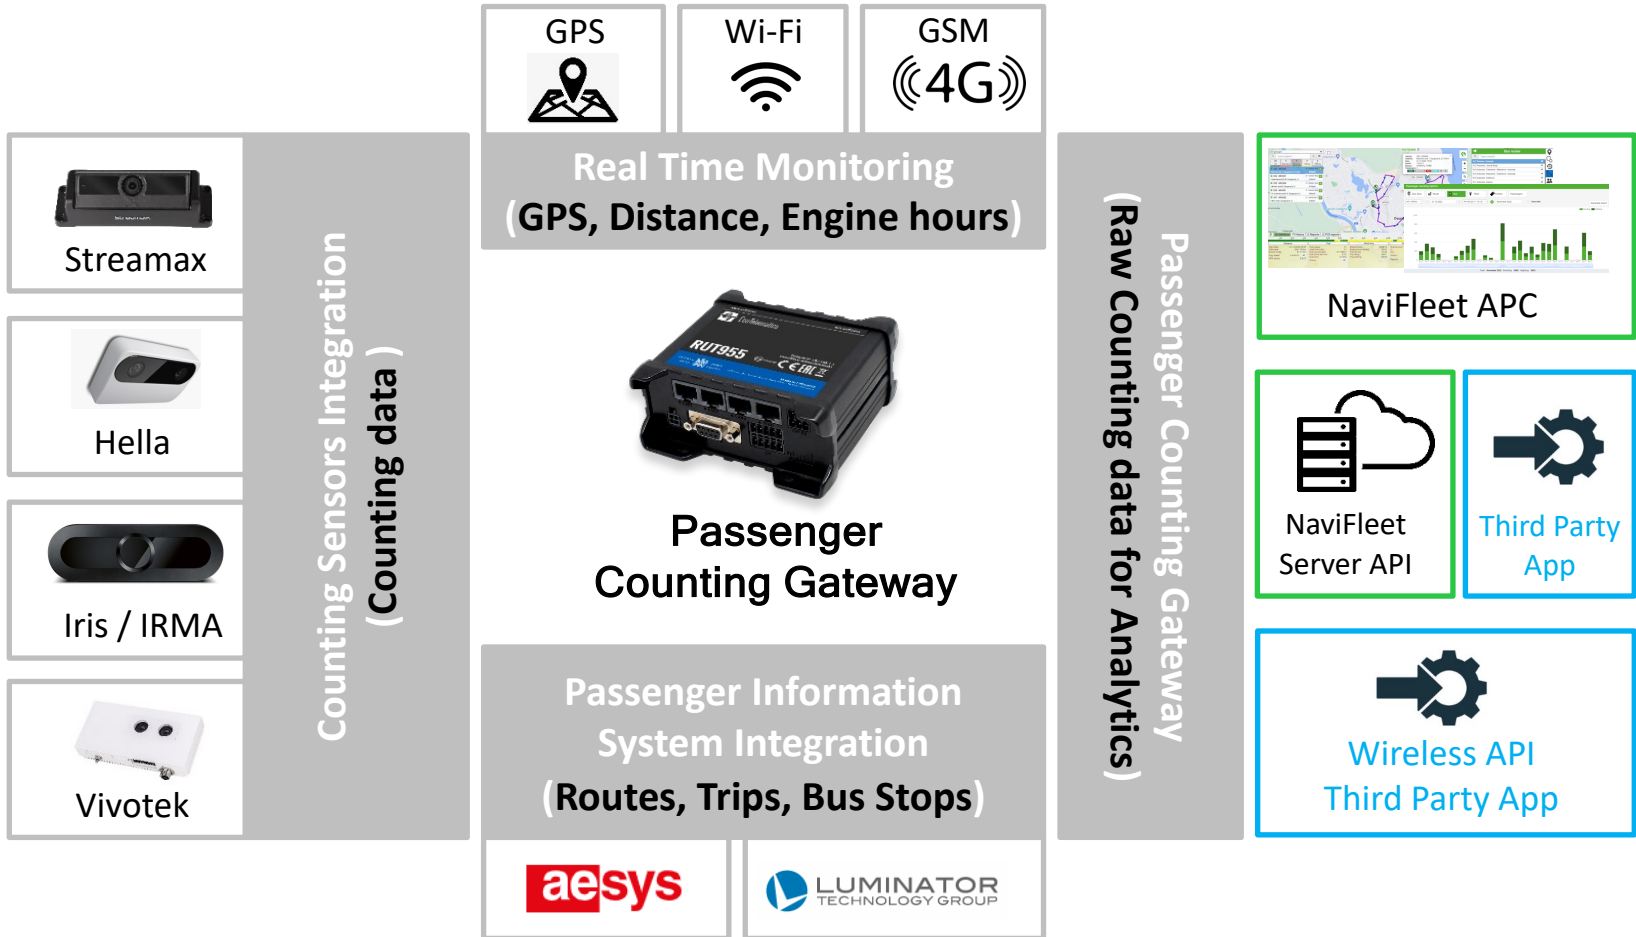 GPS
Wi-Fi
GSM
4G
Real Time Monitoring
(GPS, Distance, Engine hours)
Streamax
Hella
Iris / IRMA
Vivotek
Counting Sensors Integration
(Counting data )
RUT955
Passenger
Counting Gateway
Passenger Information
System Integration
(Routes, Trips, Bus Stops)
aesys
LUMINATOR
TECHNOLOGY GROUP
Passenger Counting Gateway
(Raw Counting data for Analytics)
NaviFleet APC
NaviFleet
Server API
Third Party
App
Wireless API
Third Party App